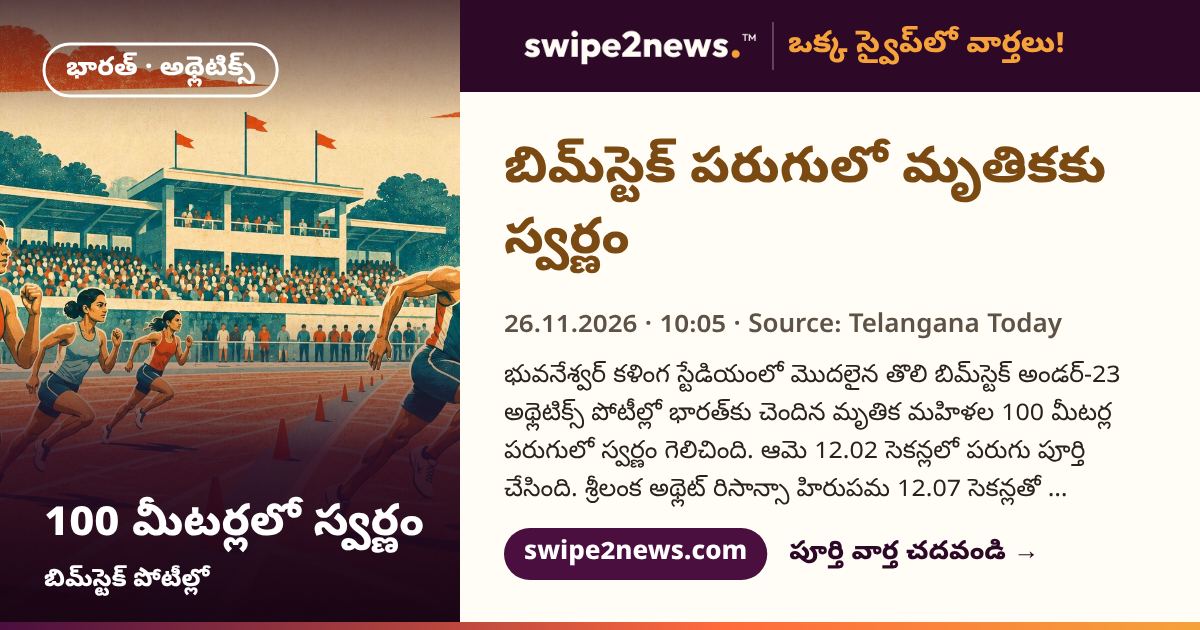 భారత్ · అథ్లెటిక్స్
100 మీటర్లలో స్వర్ణం
బిమ్‌స్టెక్ పోటీల్లో
swipe2news.™ ఒక్క స్వైప్‌లో వార్తలు!
బిమ్‌స్టెక్ పరుగులో మృతికకు
స్వర్ణం
26.11.2026 · 10:05 · Source: Telangana Today
భువనేశ్వర్ కళింగ స్టేడియంలో మొదలైన తొలి బిమ్‌స్టెక్ అండర్-23
అథ్లెటిక్స్ పోటీల్లో భారత్‌కు చెందిన మృతిక మహిళల 100 మీటర్ల
పరుగులో స్వర్ణం గెలిచింది. ఆమె 12.02 సెకన్లలో పరుగు పూర్తి
చేసింది. శ్రీలంక అథ్లెట్ రిసాన్సా హిరుపమ 12.07 సెకన్లతో ...
swipe2news.com పూర్తి వార్త చదవండి →